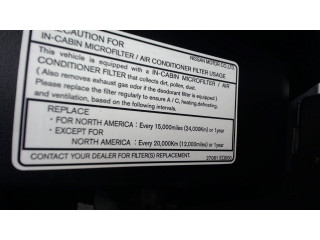 CAUTION FOR
IN-CABIN MICROFILTER / AIR CONDITIONER FILTER USAGE
NISSAN MOTOR CO., LTD.
This vehicle is equipped with a IN-CABIN MICROFILTER / AIR
CONDITIONER FILTER that collects dirt, pollen, dust.
( Also removes exhaust gas odor if the deodorant filter is equipped )
Please replace the filter regularly to ensure A / C, heating, defrosting,
and ventilation, based on the following intervals.
REPLACE
· FOR NORTH AMERICA : Every 15,000miles (24,000Km) or 1year
· EXCEPT FOR
NORTH AMERICA : Every 20,000Km (12,000miles) or 1year
CONTACT YOUR DEALER FOR FILTER(S) REPLACEMENT.